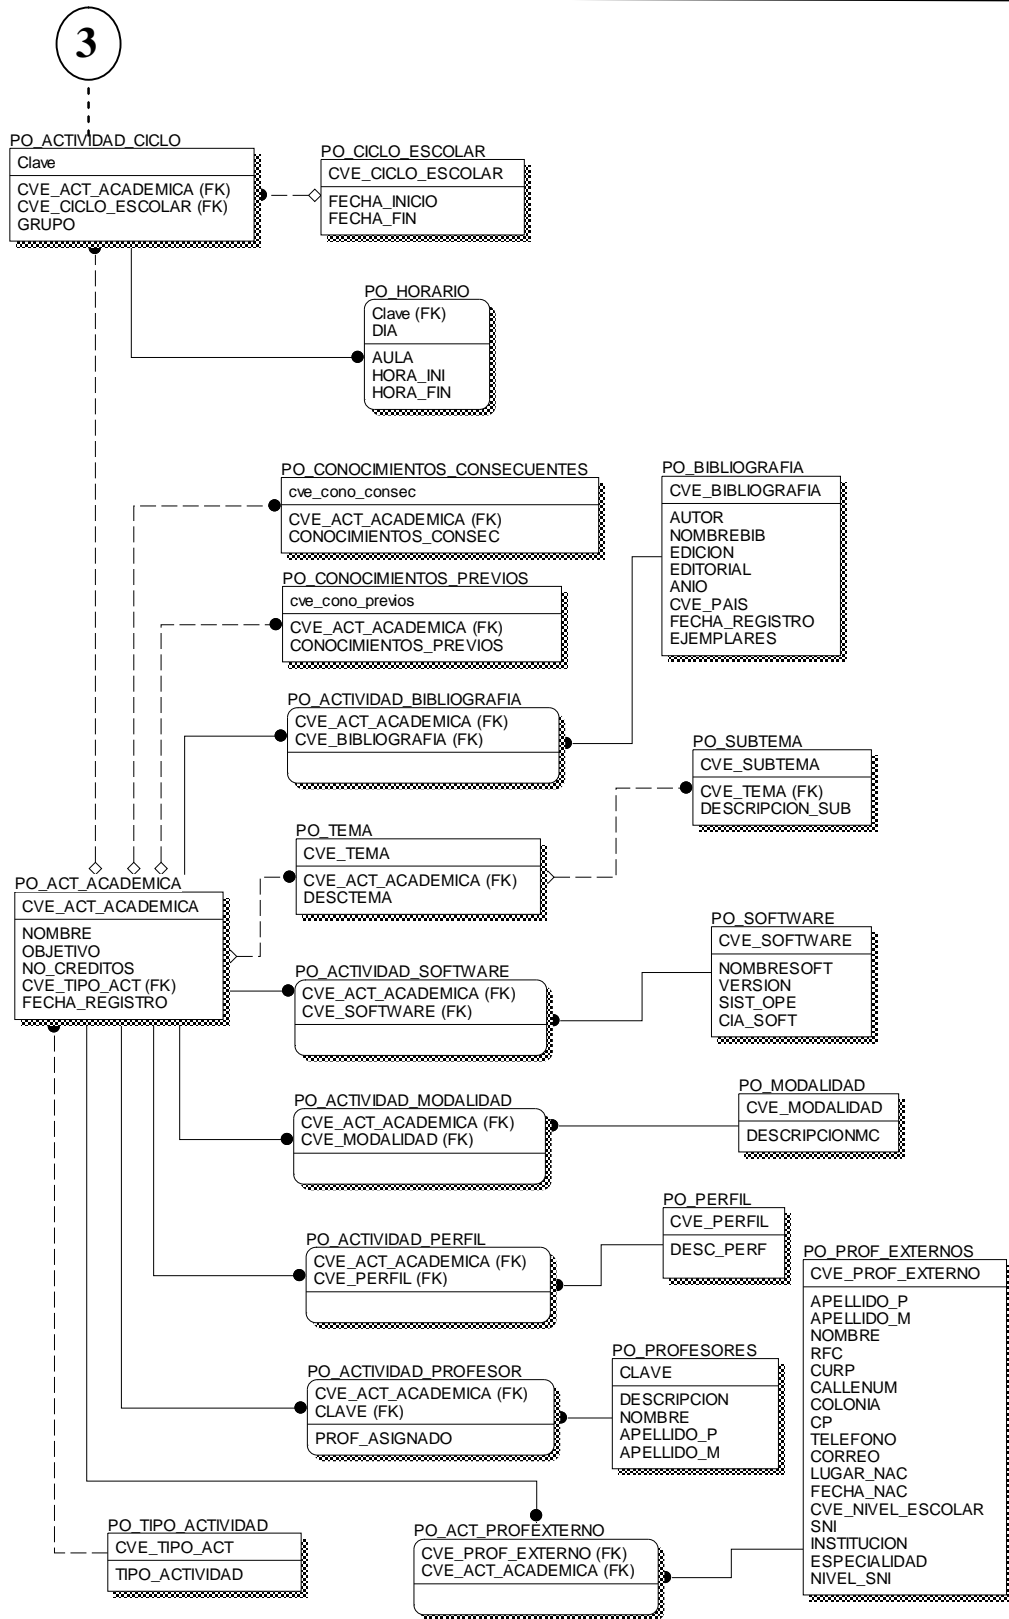 3
PO_ACTIVIDAD_CICLO
Clave
CVE_ACT_ACADEMICA (FK)
CVE_CICLO_ESCOLAR (FK)
GRUPO
PO_CICLO_ESCOLAR
CVE_CICLO_ESCOLAR
FECHA_INICIO
FECHA_FIN
PO_HORARIO
Clave (FK)
DIA
AULA
HORA_INI
HORA_FIN
PO_CONOCIMIENTOS_CONSECUENTES
cve_cono_consec
CVE_ACT_ACADEMICA (FK)
CONOCIMIENTOS_CONSEC
PO_BIBLIOGRAFIA
CVE_BIBLIOGRAFIA
AUTOR
NOMBREBIB
EDICION
EDITORIAL
ANIO
CVE_PAIS
FECHA_REGISTRO
EJEMPLARES
PO_CONOCIMIENTOS_PREVIOS
cve_cono_previos
CVE_ACT_ACADEMICA (FK)
CONOCIMIENTOS_PREVIOS
PO_ACTIVIDAD_BIBLIOGRAFIA
CVE_ACT_ACADEMICA (FK)
CVE_BIBLIOGRAFIA (FK)
PO_SUBTEMA
CVE_SUBTEMA
CVE_TEMA (FK)
DESCRIPCION_SUB
PO_TEMA
CVE_TEMA
CVE_ACT_ACADEMICA (FK)
DESCTEMA
PO_ACT_ACADEMICA
CVE_ACT_ACADEMICA
NOMBRE
OBJETIVO
NO_CREDITOS
CVE_TIPO_ACT (FK)
FECHA_REGISTRO
PO_SOFTWARE
CVE_SOFTWARE
NOMBRESOFT
VERSION
SIST_OPE
CIA_SOFT
PO_ACTIVIDAD_SOFTWARE
CVE_ACT_ACADEMICA (FK)
CVE_SOFTWARE (FK)
PO_MODALIDAD
CVE_MODALIDAD
DESCRIPCIONMC
PO_ACTIVIDAD_MODALIDAD
CVE_ACT_ACADEMICA (FK)
CVE_MODALIDAD (FK)
PO_PERFIL
CVE_PERFIL
DESC_PERF
PO_ACTIVIDAD_PERFIL
CVE_ACT_ACADEMICA (FK)
CVE_PERFIL (FK)
PO_PROF_EXTERNOS
CVE_PROF_EXTERNO
APELLIDO_P
APELLIDO_M
NOMBRE
RFC
CURP
CALLENUM
COLONIA
CP
TELEFONO
CORREO
LUGAR_NAC
FECHA_NAC
CVE_NIVEL_ESCOLAR
SNI
INSTITUCION
ESPECIALIDAD
NIVEL_SNI
PO_PROFESORES
CLAVE
DESCRIPCION
NOMBRE
APELLIDO_P
APELLIDO_M
PO_ACTIVIDAD_PROFESOR
CVE_ACT_ACADEMICA (FK)
CLAVE (FK)
PROF_ASIGNADO
PO_TIPO_ACTIVIDAD
CVE_TIPO_ACT
TIPO_ACTIVIDAD
PO_ACT_PROFEXTERNO
CVE_PROF_EXTERNO (FK)
CVE_ACT_ACADEMICA (FK)